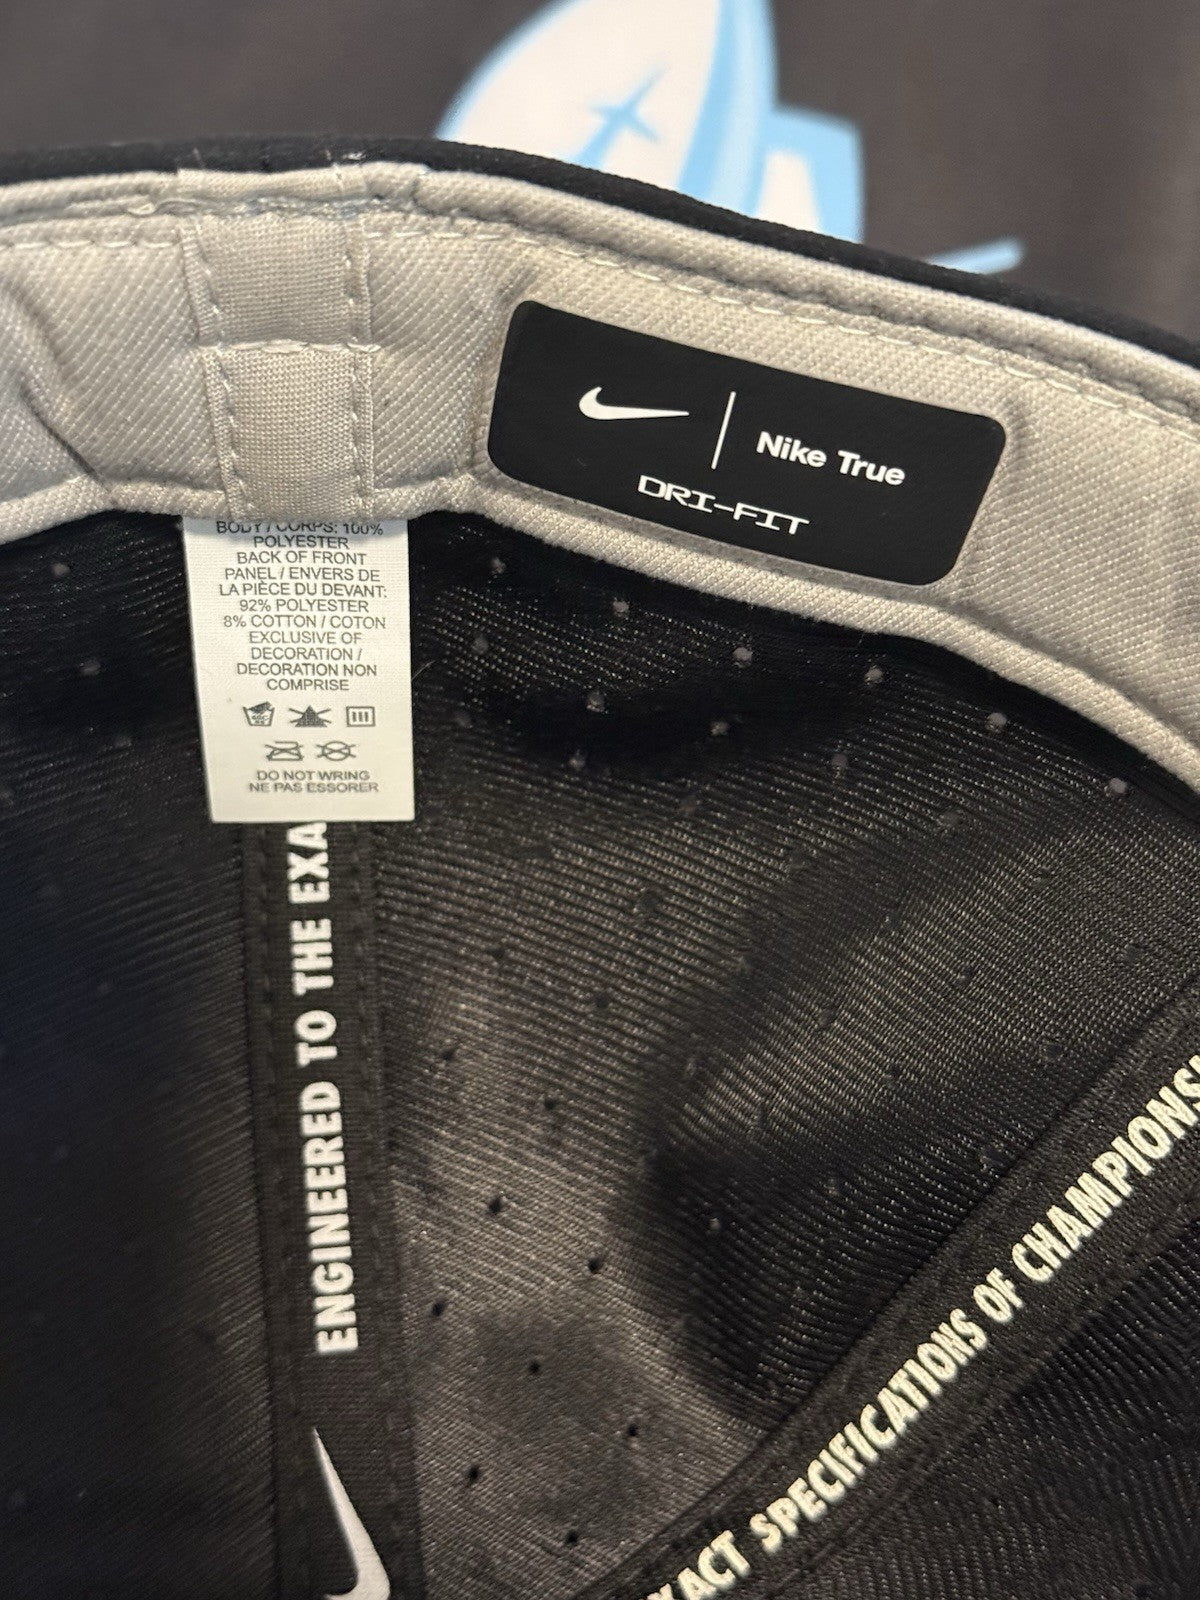 Nike True
DRI-FIT
BODY / CORPS: 100%
POLYESTER
BACK OF FRONT
PANEL / ENVERS DE
LA PIÈCE DU DEVANT:
92% POLYESTER
8% COTTON / COTON
EXCLUSIVE OF
DECORATION /
DECORATION NON
COMPRISE
DO NOT WRING
NE PAS ESSORER
ENGINEERED TO THE EXA
XACT SPECIFICATIONS OF CHAMPIONS